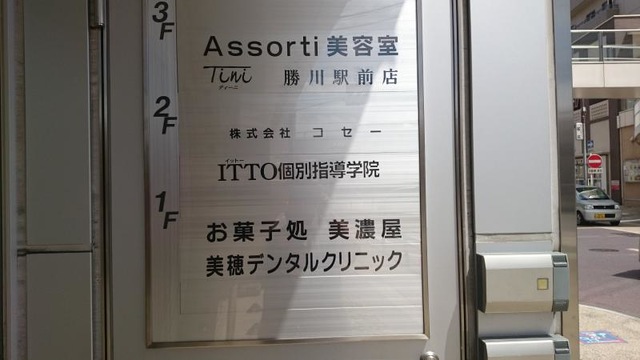 3F
Assorti 美容室
Tini 勝川駅前店
ティーニ
2F
株式会社 コセー
イットー
ITTO個別指導学院
1F
お菓子処 美濃屋
美穂デンタルクリニック